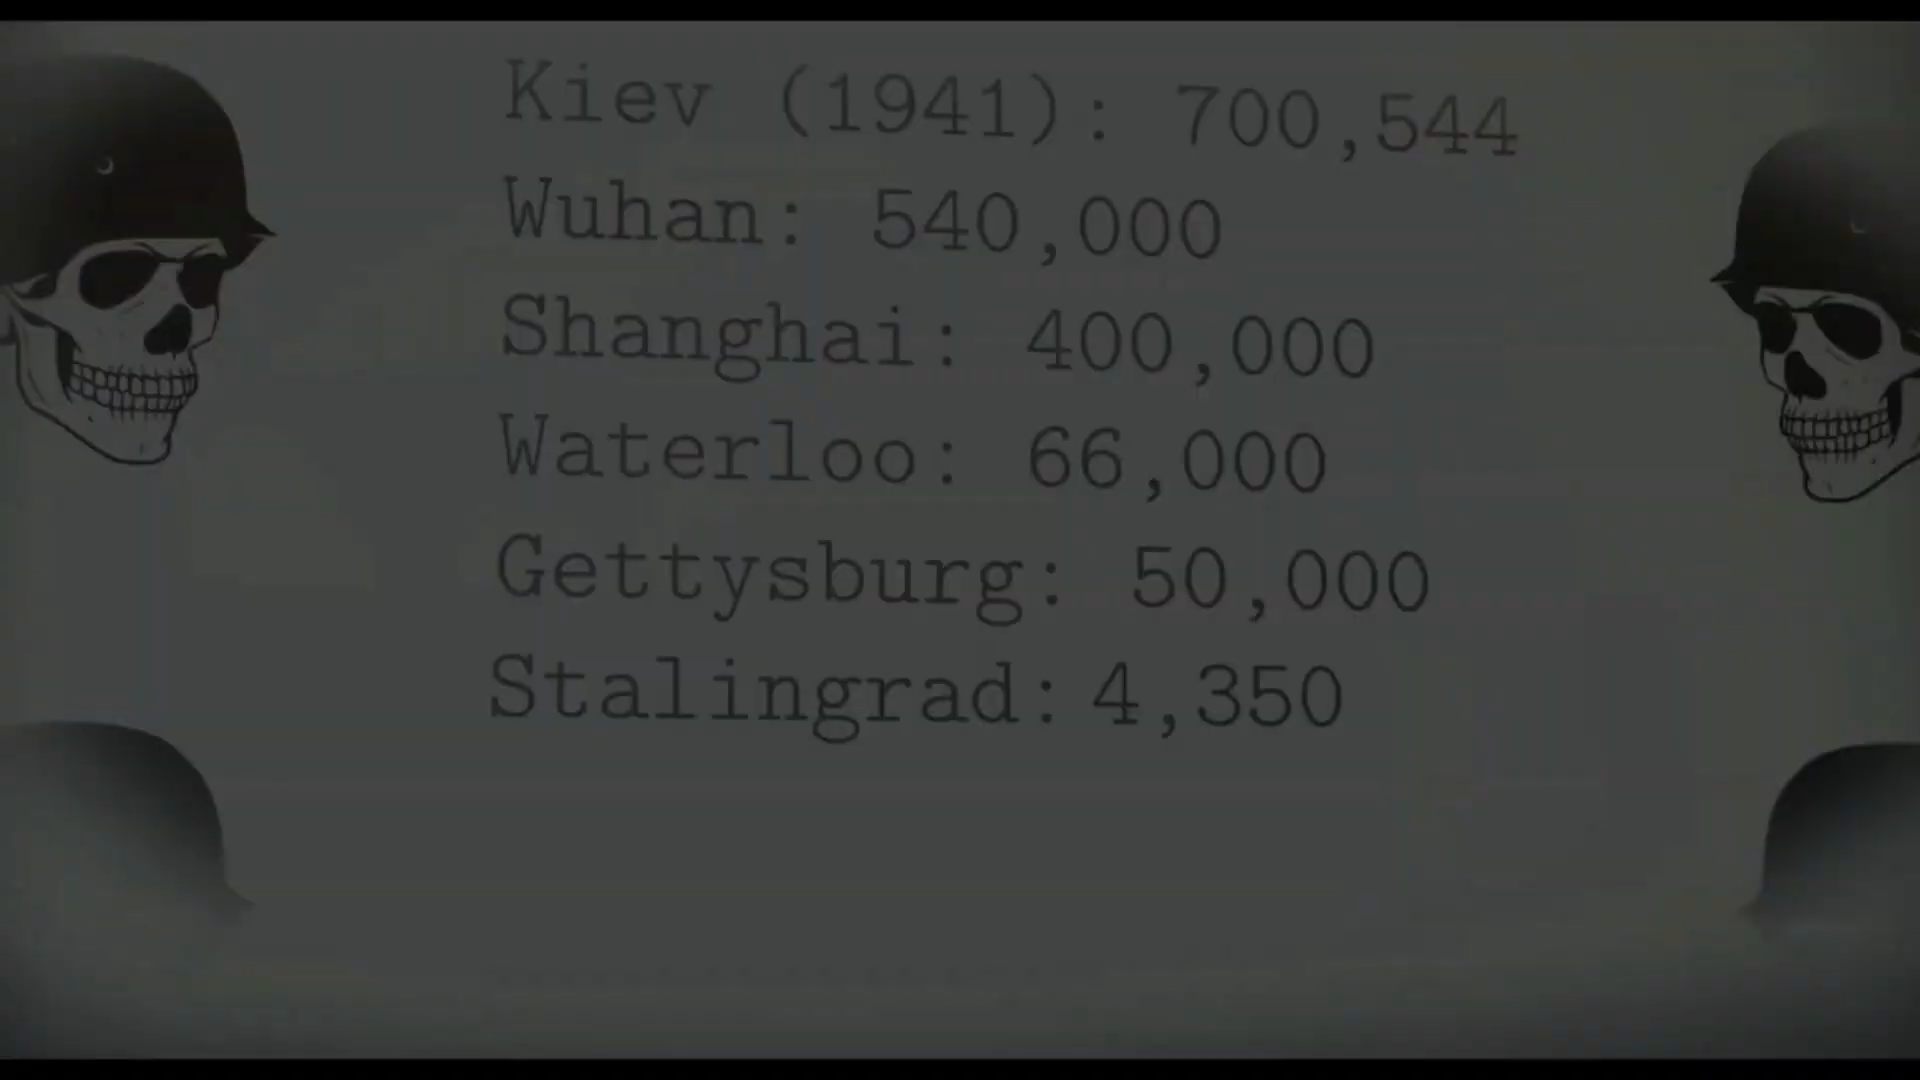 Kiev (1941): 700,544
Wuhan: 540,000
Shanghai: 400,000
Waterloo: 66,000
Gettysburg: 50,000
Stalingrad: 4,350